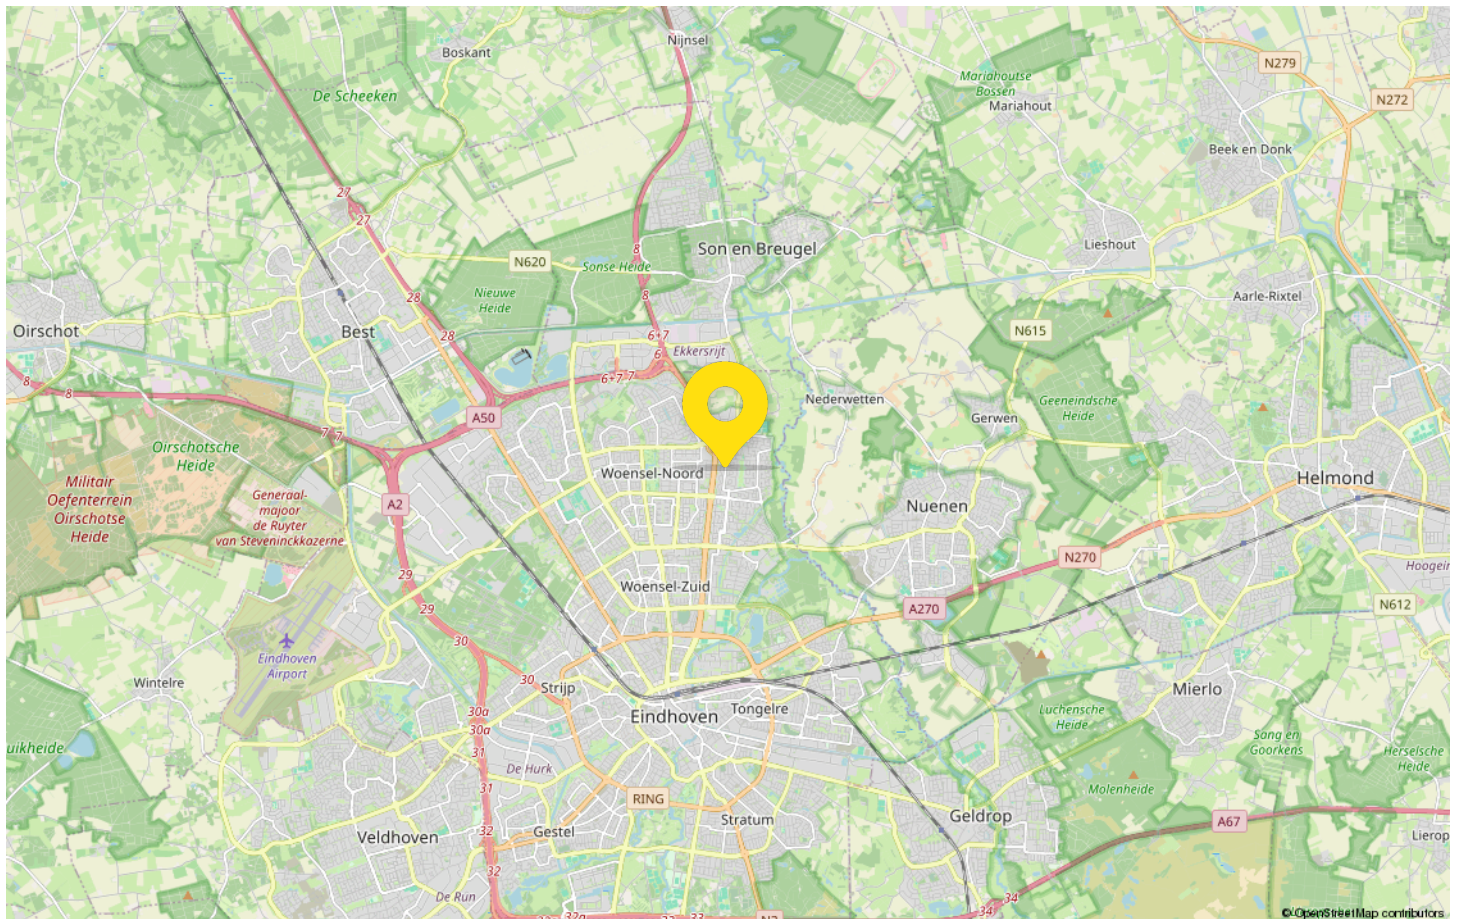 Nijnsel
Boskant
N279
De Scheeken
Mariahoutse
Bossen
Mariahout
N272
Beek en Donk
27
27
8
Son en Breugel
Lieshout
N620
Sonse Heide
Nieuwe
Heide
8
28
28
Aarle-Rixtel
Oirschot
Best
6+7
6
Ekkersrijt
N615
6+7
7
8
8
A50
Nederwetten
Gerwen
Geeneindsche
Heide
7
7
Oirschotsche
Heide
Woensel-Noord
Helmond
Militair
Oefenterrein
Oirschotse
Heide
Generaal-
majoor
de Ruyter
van Steveninckkazerne
A2
Nuenen
N270
29
29
Woensel-Zuid
A270
N612
30
Eindhoven
Airport
30
Wintelre
Strijp
Eindhoven
Tongelre
Mierlo
30a
30a
31
Luchensche
Heide
Sang en
Goorkens
Herselsche
Heide
De Hurk
31
RING
Molenheide
32
Gestel
Stratum
Geldrop
A67
Veldhoven
Lierop
32
De Run
34
34
32a
33
33
N2
© OpenStreetMap contributors